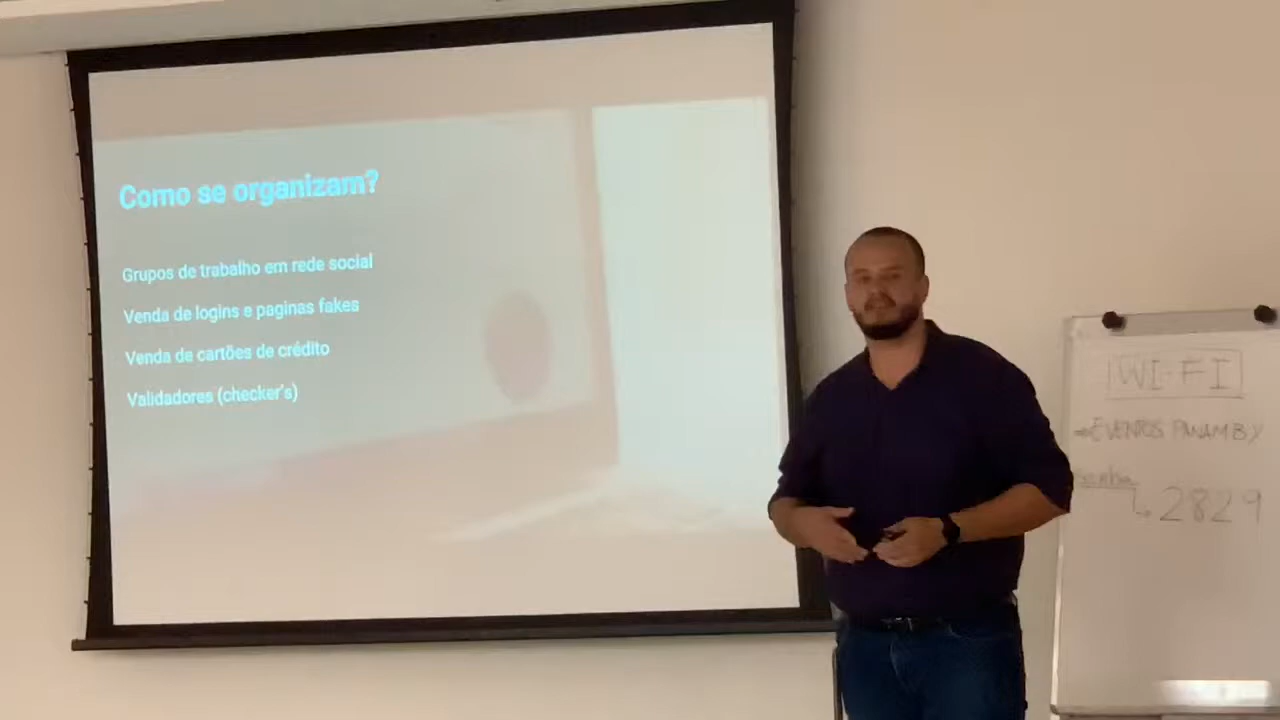 Como se organizam?
Grupos de trabalho em rede social
Venda de logins e paginas fakes
Venda de cartões de crédito
Validadores (checker's)
WI-FI
⇒EVENTOS PANAMBY
senha
↳ 2829